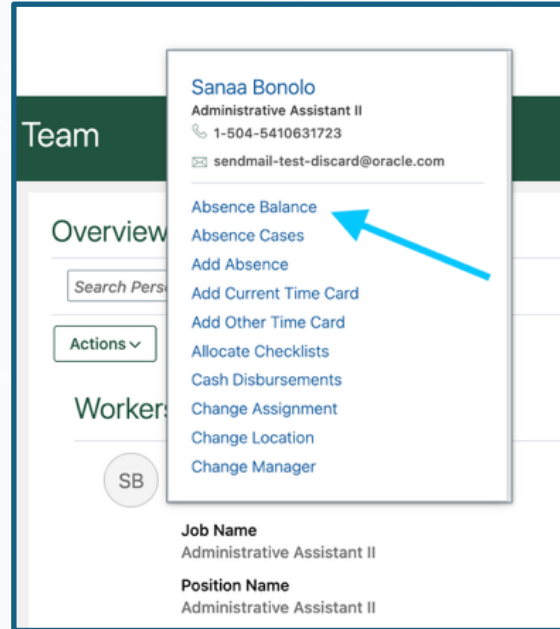 Team
Sanaa Bonolo
Administrative Assistant II
1-504-5410631723
sendmail-test-discard@oracle.com
Absence Balance
Absence Cases
Add Absence
Add Current Time Card
Add Other Time Card
Allocate Checklists
Cash Disbursements
Change Assignment
Change Location
Change Manager
Overview
Search Pers
Actions
Workers
SB
Job Name
Administrative Assistant II
Position Name
Administrative Assistant II